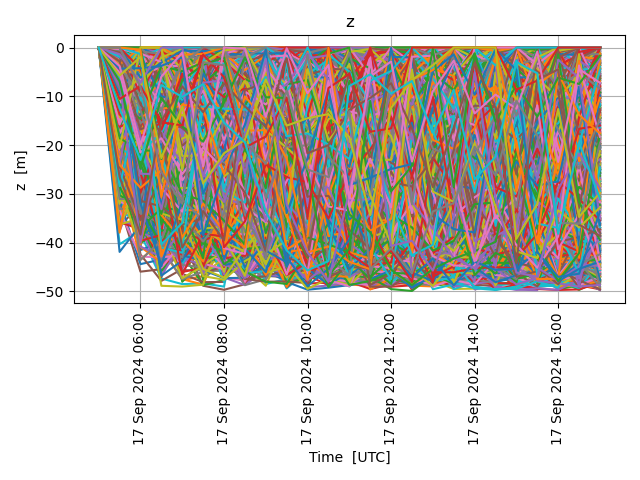 z
0
−10
−20
−30
−40
−50
z [m]
17 Sep 2024 06:00
17 Sep 2024 08:00
17 Sep 2024 10:00
17 Sep 2024 12:00
17 Sep 2024 14:00
17 Sep 2024 16:00
Time [UTC]